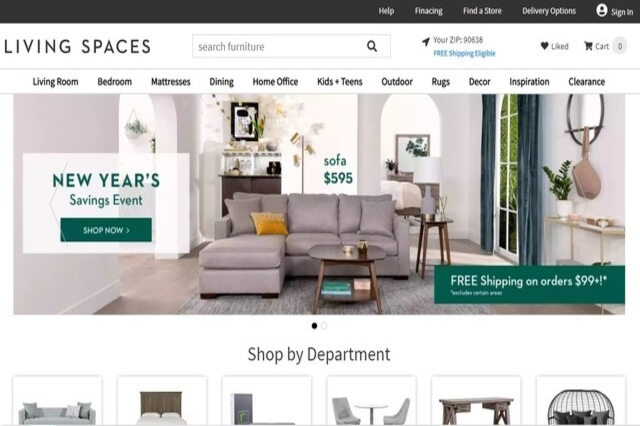 Help Finacing Find a Store Delivery Options Sign In
LIVING SPACES
search furniture
Your ZIP: 90638
FREE Shipping Eligible
Liked
Cart 0
Living Room Bedroom Mattresses Dining Home Office Kids + Teens Outdoor Rugs Decor Inspiration Clearance
NEW YEAR'S
Savings Event
SHOP NOW >
sofa
$595
FREE Shipping on orders $99+!*
*excludes certain areas
Shop by Department